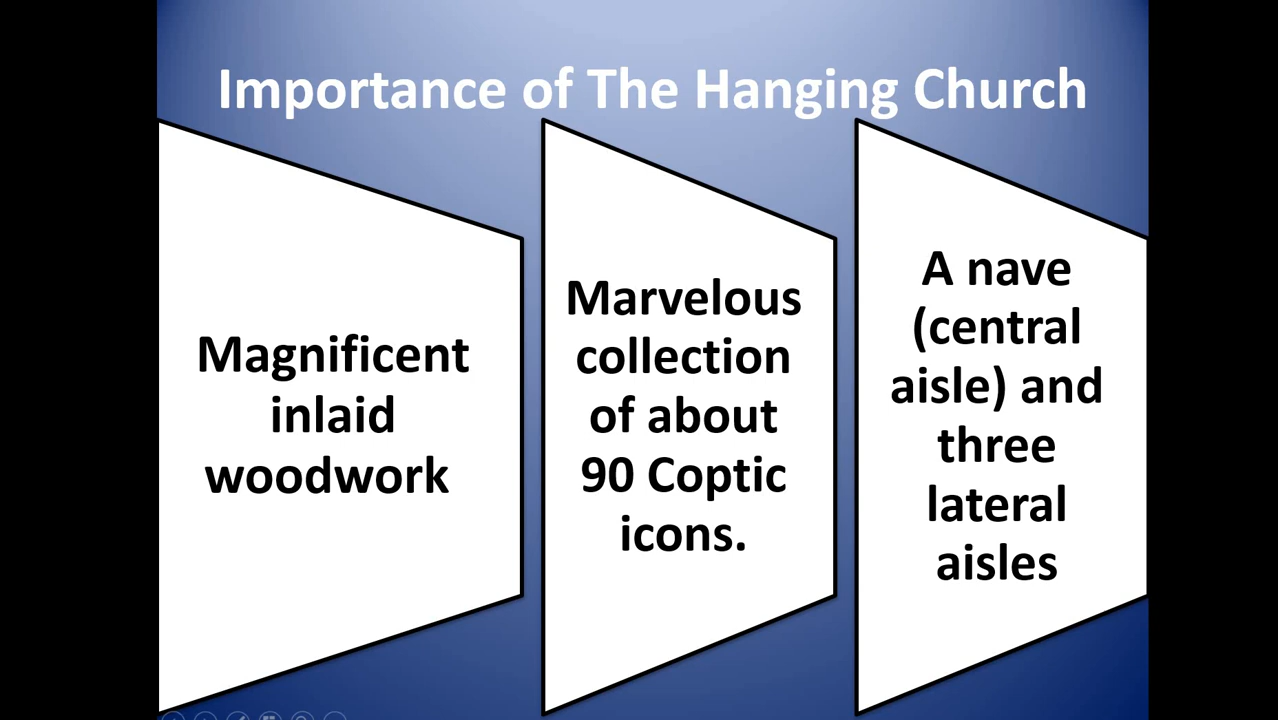 Importance of The Hanging Church
Magnificent
inlaid
woodwork
Marvelous
collection
of about
90 Coptic
icons.
A nave
(central
aisle) and
three
lateral
aisles